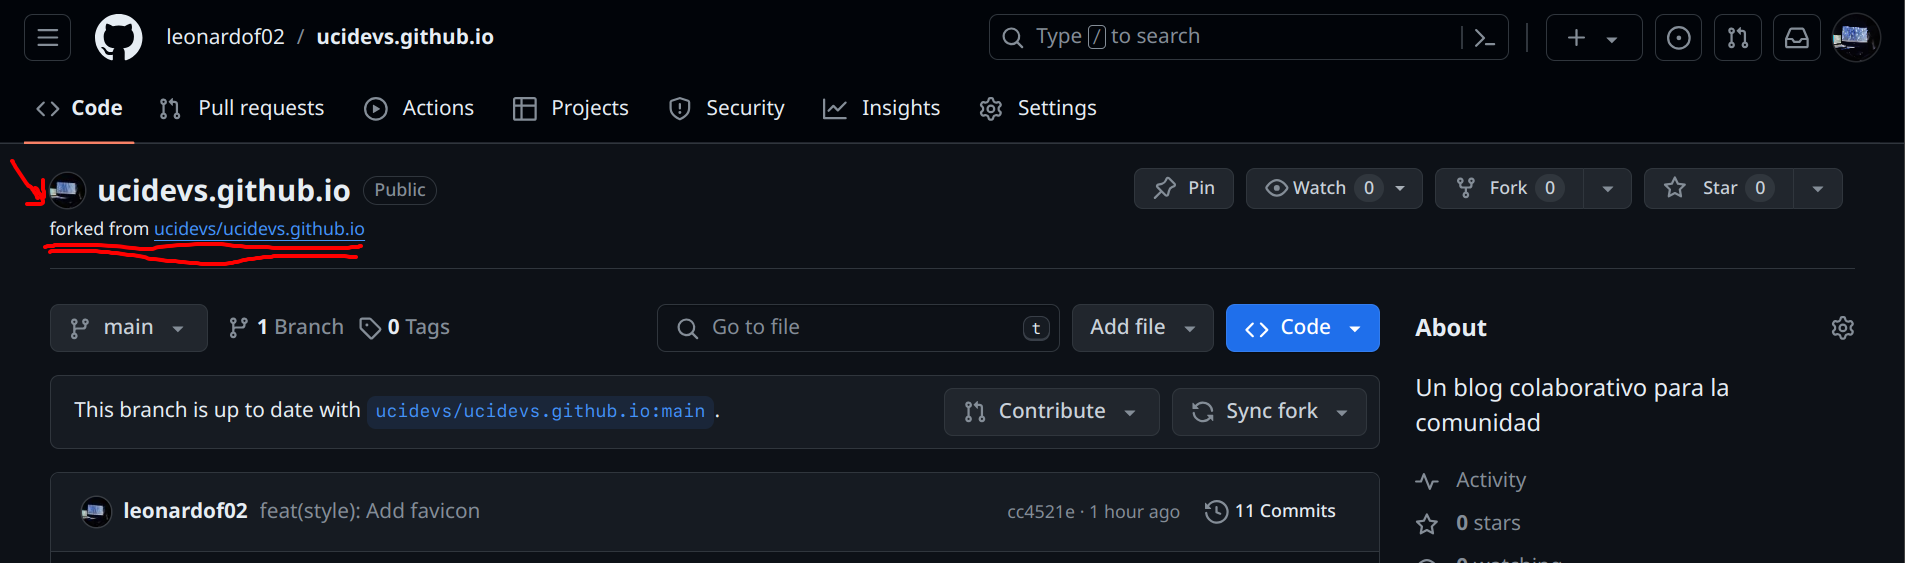 leonardof02 / ucidevs.github.io
Type / to search
Code Pull requests Actions Projects Security Insights Settings
ucidevs.github.io Public
Pin Watch 0 Fork 0 Star 0
forked from ucidevs/ucidevs.github.io
main 1 Branch 0 Tags
Go to file t Add file Code
About
This branch is up to date with ucidevs/ucidevs.github.io:main .
Contribute Sync fork
Un blog colaborativo para la
comunidad
Activity
leonardof02 feat(style): Add favicon cc4521e · 1 hour ago 11 Commits
0 stars
0 watching